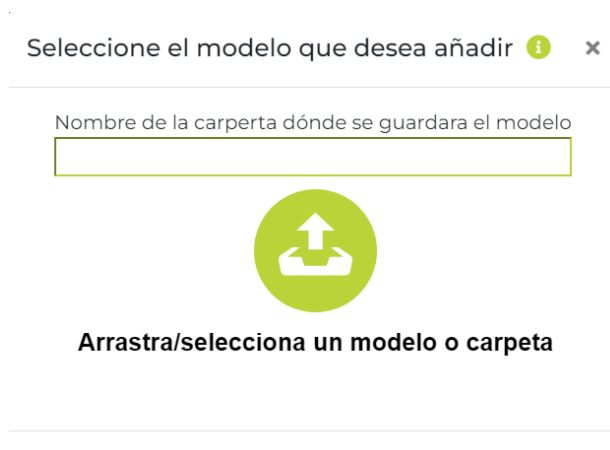 Seleccione el modelo que desea añadir i ×
Nombre de la carperta dónde se guardara el modelo
Arrastra/selecciona un modelo o carpeta